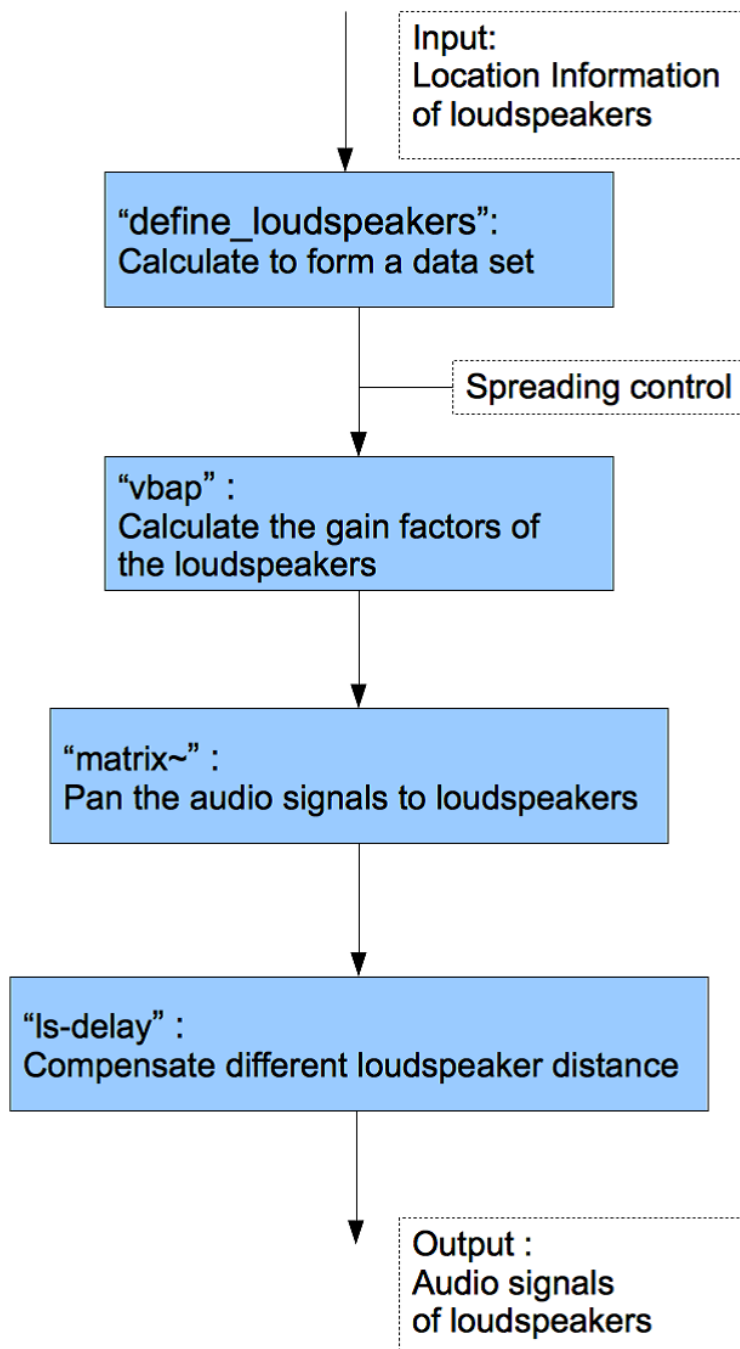 Input:
Location Information
of loudspeakers
“define_loudspeakers”:
Calculate to form a data set
Spreading control
“vbap” :
Calculate the gain factors of
the loudspeakers
“matrix~” :
Pan the audio signals to loudspeakers
“ls-delay” :
Compensate different loudspeaker distance
Output :
Audio signals
of loudspeakers